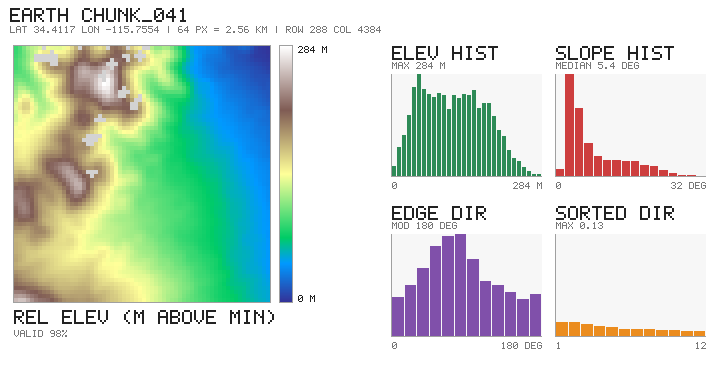 EARTH CHUNK_041
LAT 34.4117 LON -115.7554 | 64 PX = 2.56 KM | ROW 288 COL 4384
284 M
0 M
REL ELEV (M ABOVE MIN)
VALID 98%
ELEV HIST
MAX 284 M
0 284 M
SLOPE HIST
MEDIAN 5.4 DEG
0 32 DEG
EDGE DIR
MOD 180 DEG
0 180 DEG
SORTED DIR
MAX 0.13
1 12